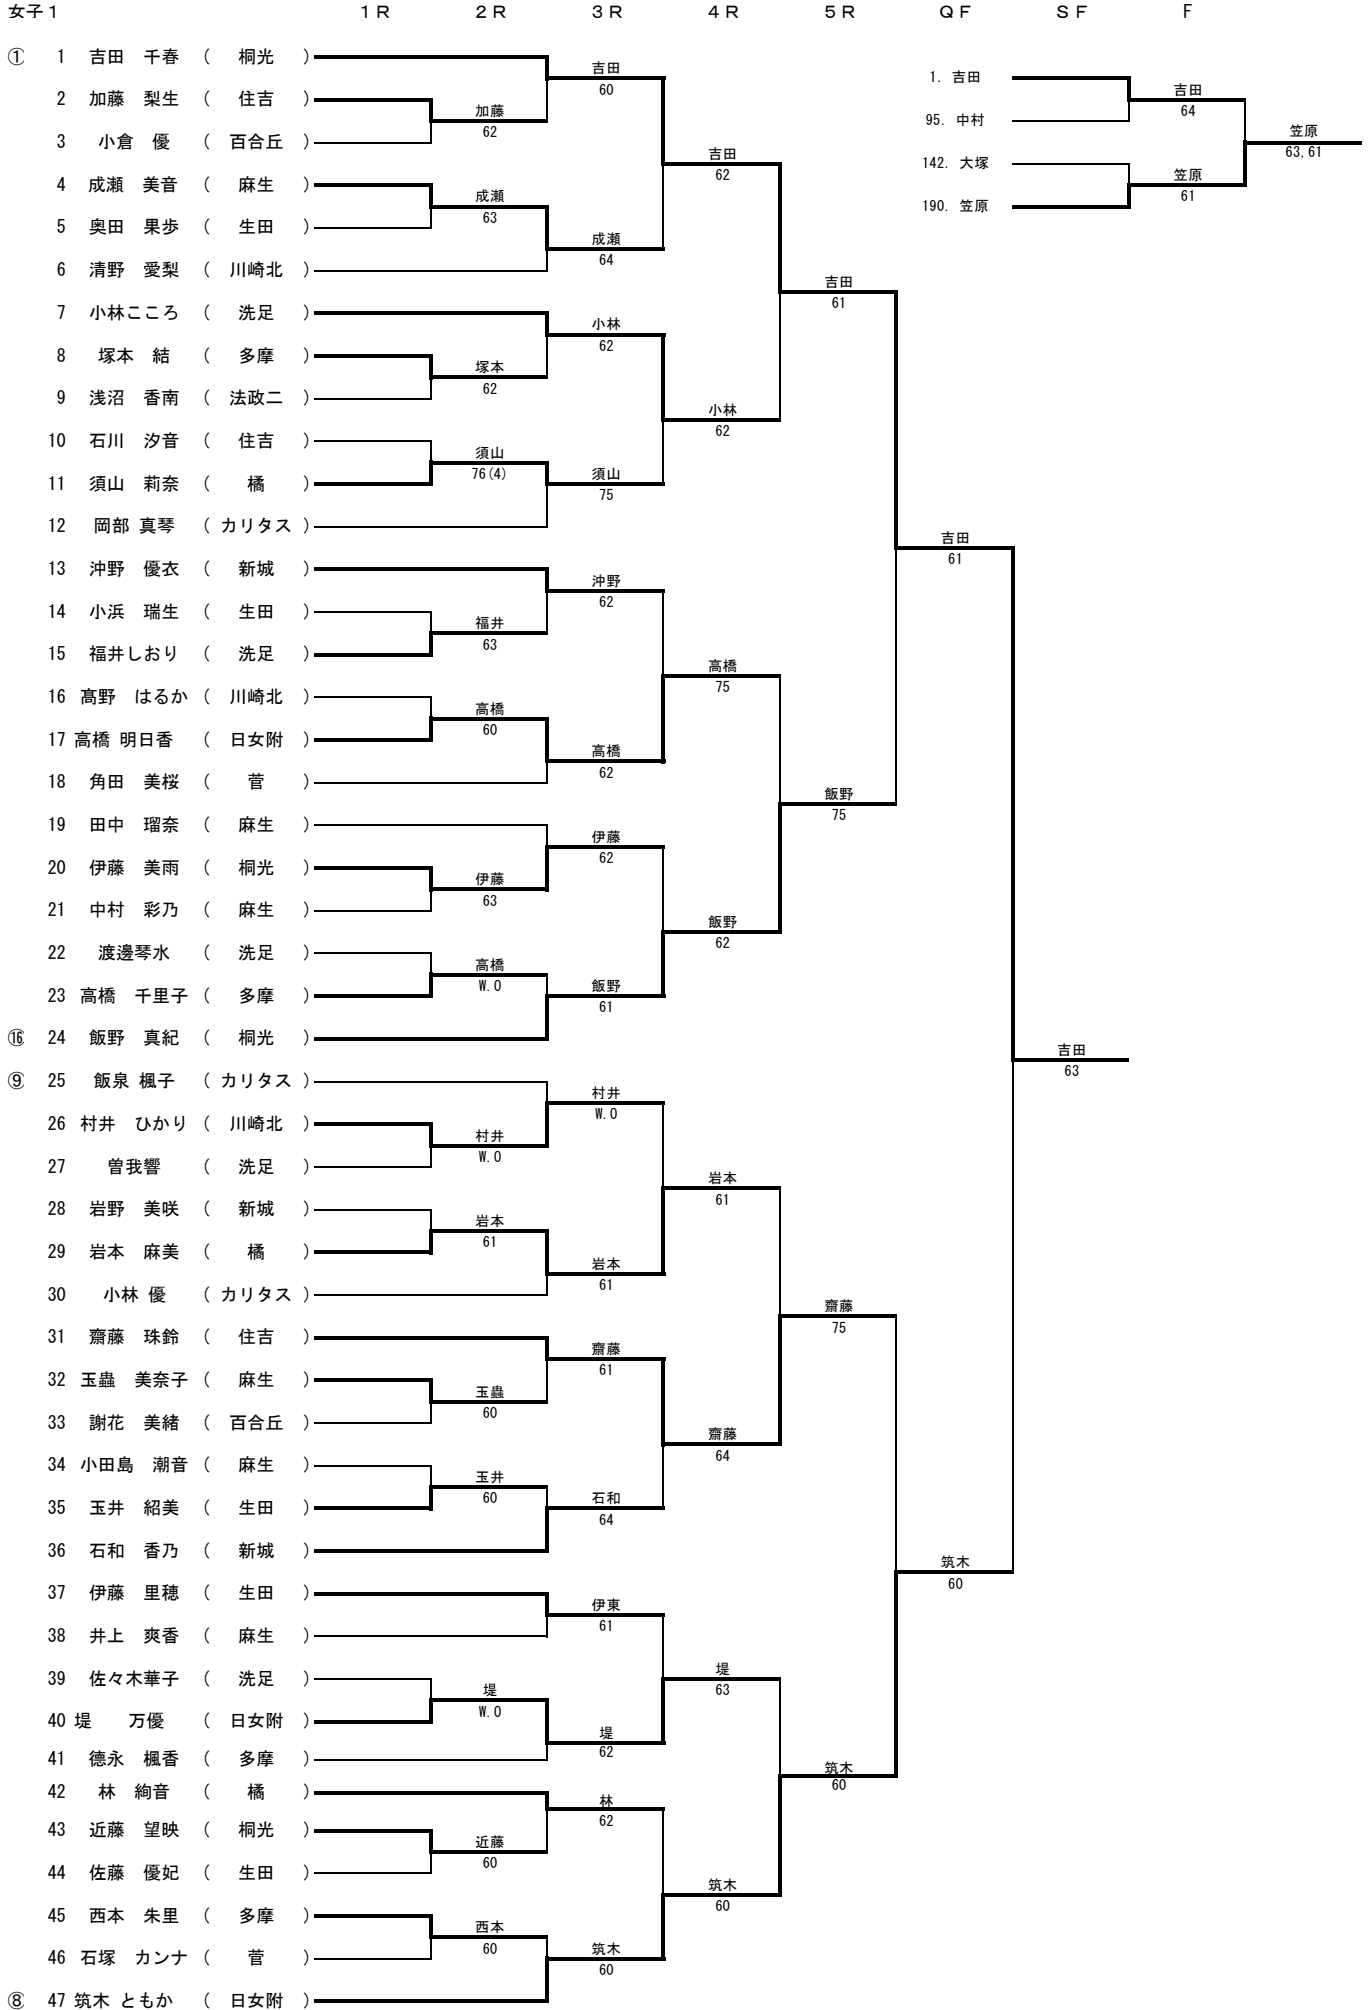 女子1 1R 2R 3R 4R 5R QF SF F
① 1 吉田 千春 ( 桐光 )
吉田
60
1. 吉田
吉田
64
2 加藤 梨生 ( 住吉 )
加藤
62
95. 中村
笠原
63,61
3 小倉 優 ( 百合丘 )
吉田
62
142. 大塚
笠原
61
4 成瀬 美音 ( 麻生 )
成瀬
63
190. 笠原
5 奥田 果歩 ( 生田 )
成瀬
64
6 清野 愛梨 ( 川崎北 )
吉田
61
7 小林こころ ( 洗足 )
小林
62
8 塚本 結 ( 多摩 )
塚本
62
9 浅沼 香南 ( 法政二 )
小林
62
10 石川 汐音 ( 住吉 )
須山
76(4)
11 須山 莉奈 ( 橘 )
須山
75
12 岡部 真琴 ( カリタス )
吉田
61
13 沖野 優衣 ( 新城 )
沖野
62
14 小浜 瑞生 ( 生田 )
福井
63
15 福井しおり ( 洗足 )
高橋
75
16 髙野 はるか ( 川崎北 )
高橋
60
17 高橋 明日香 ( 日女附 )
高橋
62
18 角田 美桜 ( 菅 )
飯野
75
19 田中 瑠奈 ( 麻生 )
伊藤
62
20 伊藤 美雨 ( 桐光 )
伊藤
63
21 中村 彩乃 ( 麻生 )
飯野
62
22 渡邊琴水 ( 洗足 )
高橋
W.O
23 高橋 千里子 ( 多摩 )
飯野
61
⑯ 24 飯野 真紀 ( 桐光 )
吉田
63
⑨ 25 飯泉 楓子 ( カリタス )
村井
W.O
26 村井 ひかり ( 川崎北 )
村井
W.O
27 曽我響 ( 洗足 )
岩本
61
28 岩野 美咲 ( 新城 )
岩本
61
29 岩本 麻美 ( 橘 )
岩本
61
30 小林 優 ( カリタス )
齋藤
75
31 齋藤 珠鈴 ( 住吉 )
齋藤
61
32 玉蟲 美奈子 ( 麻生 )
玉蟲
60
33 謝花 美緒 ( 百合丘 )
齋藤
64
34 小田島 潮音 ( 麻生 )
玉井
60
35 玉井 紹美 ( 生田 )
石和
64
36 石和 香乃 ( 新城 )
筑木
60
37 伊藤 里穂 ( 生田 )
伊東
61
38 井上 爽香 ( 麻生 )
39 佐々木華子 ( 洗足 )
堤
63
堤
W.O
40 堤 万優 ( 日女附 )
堤
62
41 德永 楓香 ( 多摩 )
筑木
60
42 林 絢音 ( 橘 )
林
62
43 近藤 望映 ( 桐光 )
近藤
60
44 佐藤 優妃 ( 生田 )
筑木
60
45 西本 朱里 ( 多摩 )
西本
60
46 石塚 カンナ ( 菅 )
筑木
60
⑧ 47 筑木 ともか ( 日女附 )